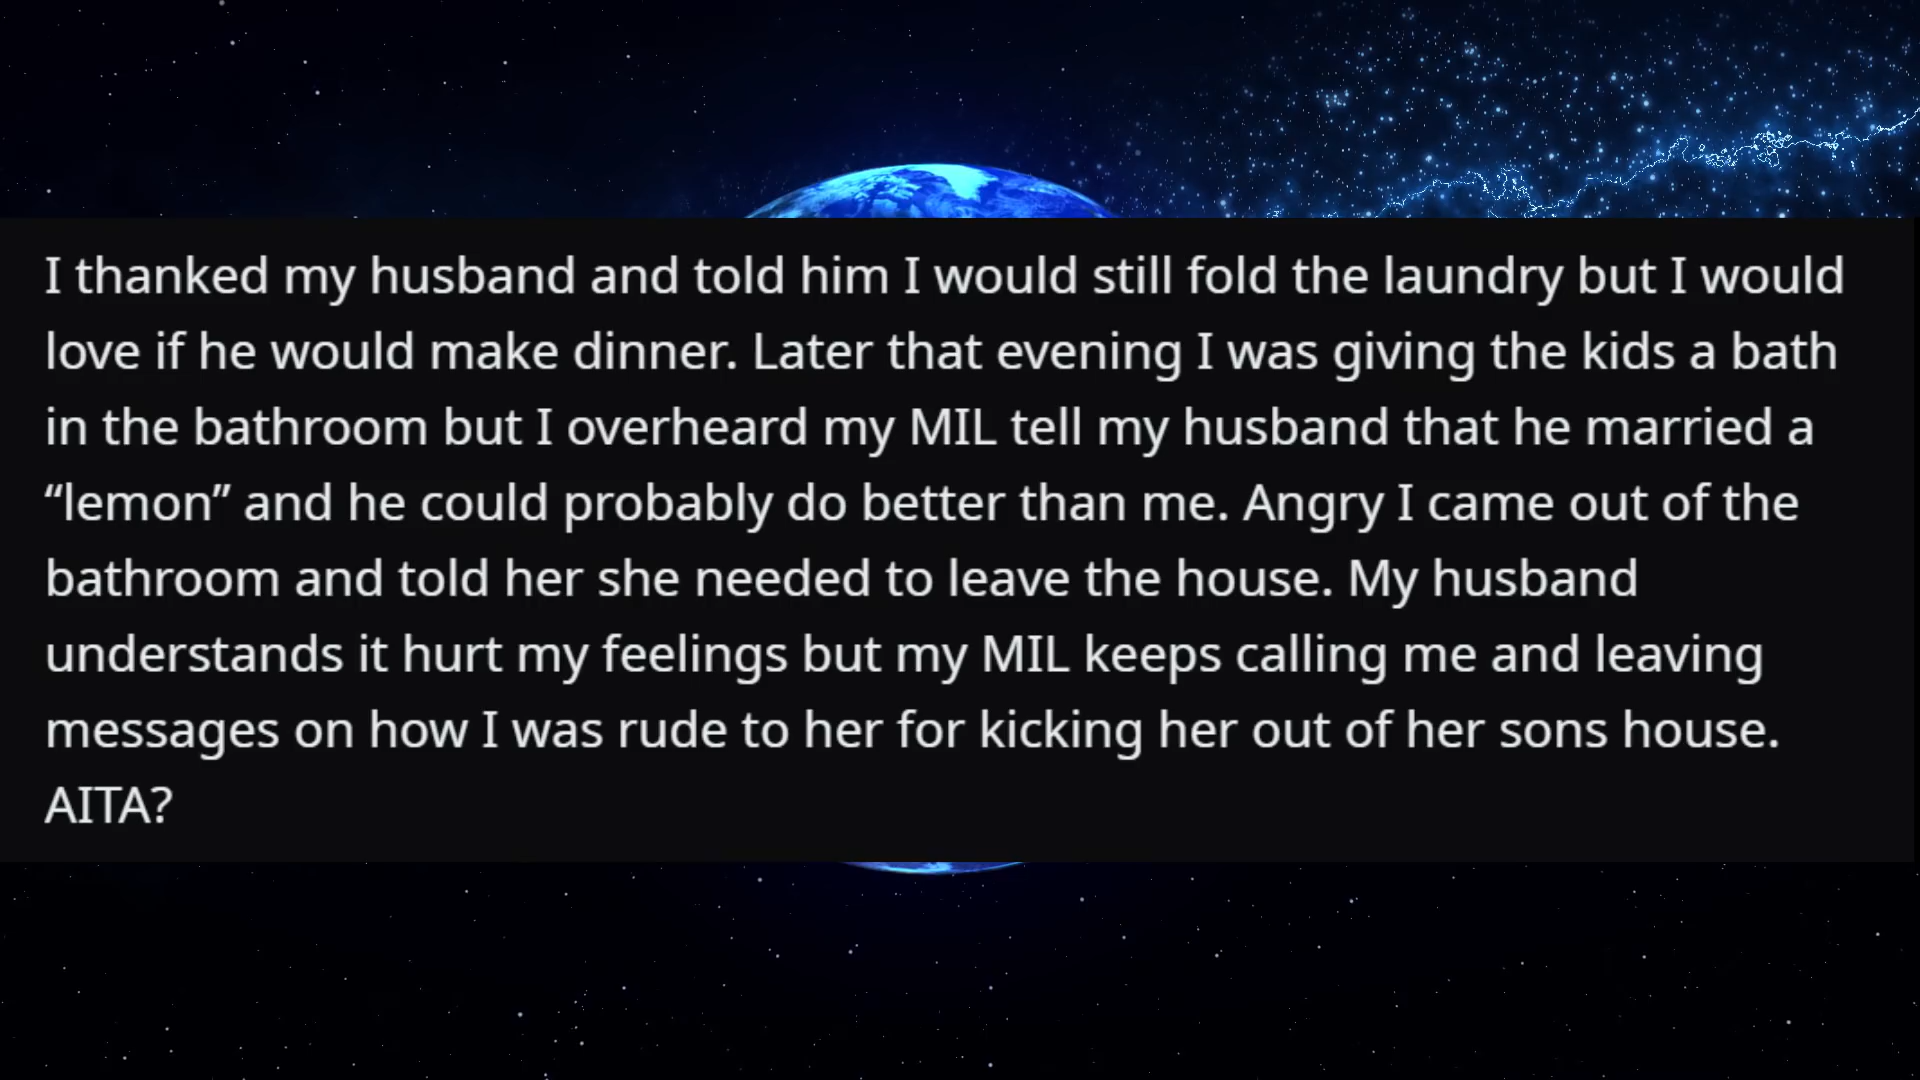 I thanked my husband and told him I would still fold the laundry but I would
love if he would make dinner. Later that evening I was giving the kids a bath
in the bathroom but I overheard my MIL tell my husband that he married a
“lemon” and he could probably do better than me. Angry I came out of the
bathroom and told her she needed to leave the house. My husband
understands it hurt my feelings but my MIL keeps calling me and leaving
messages on how I was rude to her for kicking her out of her sons house.
AITA?